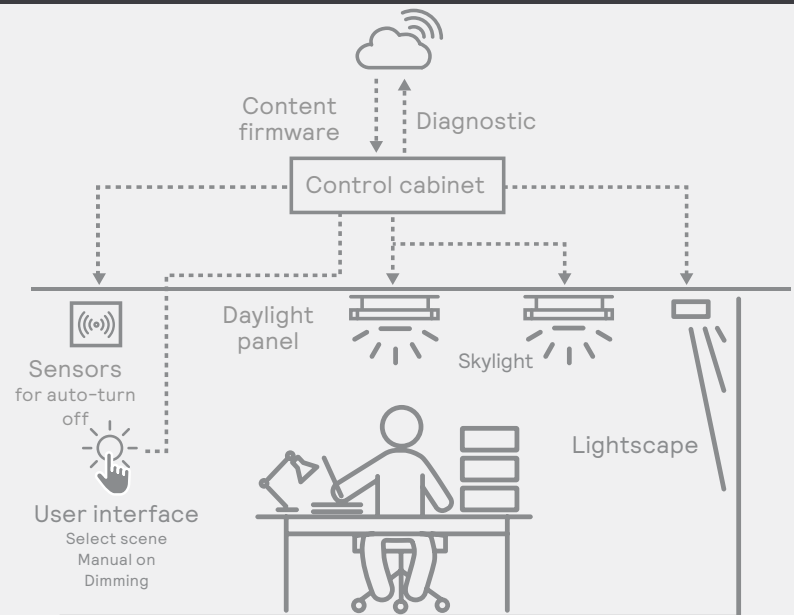 Content
firmware
Diagnostic
Control cabinet
Daylight
panel
Skylight
Sensors
for auto-turn
off
Lightscape
User interface
Select scene
Manual on
Dimming